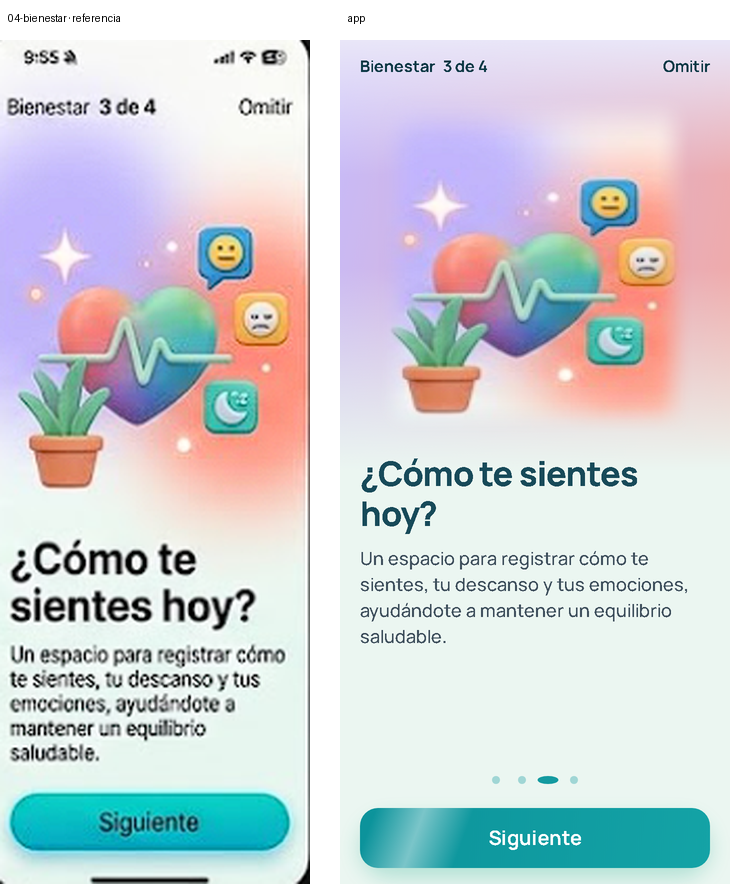 04-bienestar · referencia
9:55
Bienestar 3 de 4
Omitir
¿Cómo te
sientes hoy?
Un espacio para registrar cómo
te sientes, tu descanso y tus
emociones, ayudándote a
mantener un equilibrio
saludable.
Siguiente
app
Bienestar 3 de 4
Omitir
¿Cómo te sientes
hoy?
Un espacio para registrar cómo te
sientes, tu descanso y tus emociones,
ayudándote a mantener un equilibrio
saludable.
Siguiente